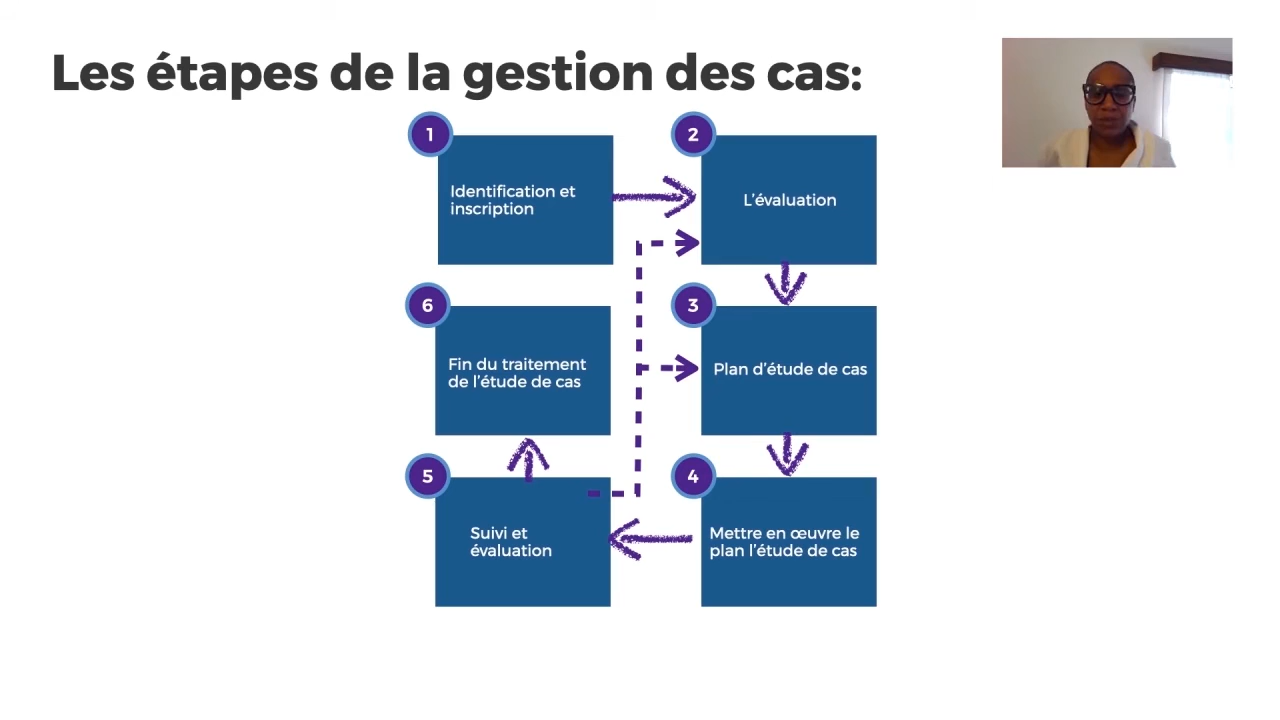 Les étapes de la gestion des cas:
1
Identification et
inscription
2
L'évaluation
3
Plan d'étude de cas
4
Mettre en œuvre le
plan l'étude de cas
5
Suivi et
évaluation
6
Fin du traitement
de l'étude de cas